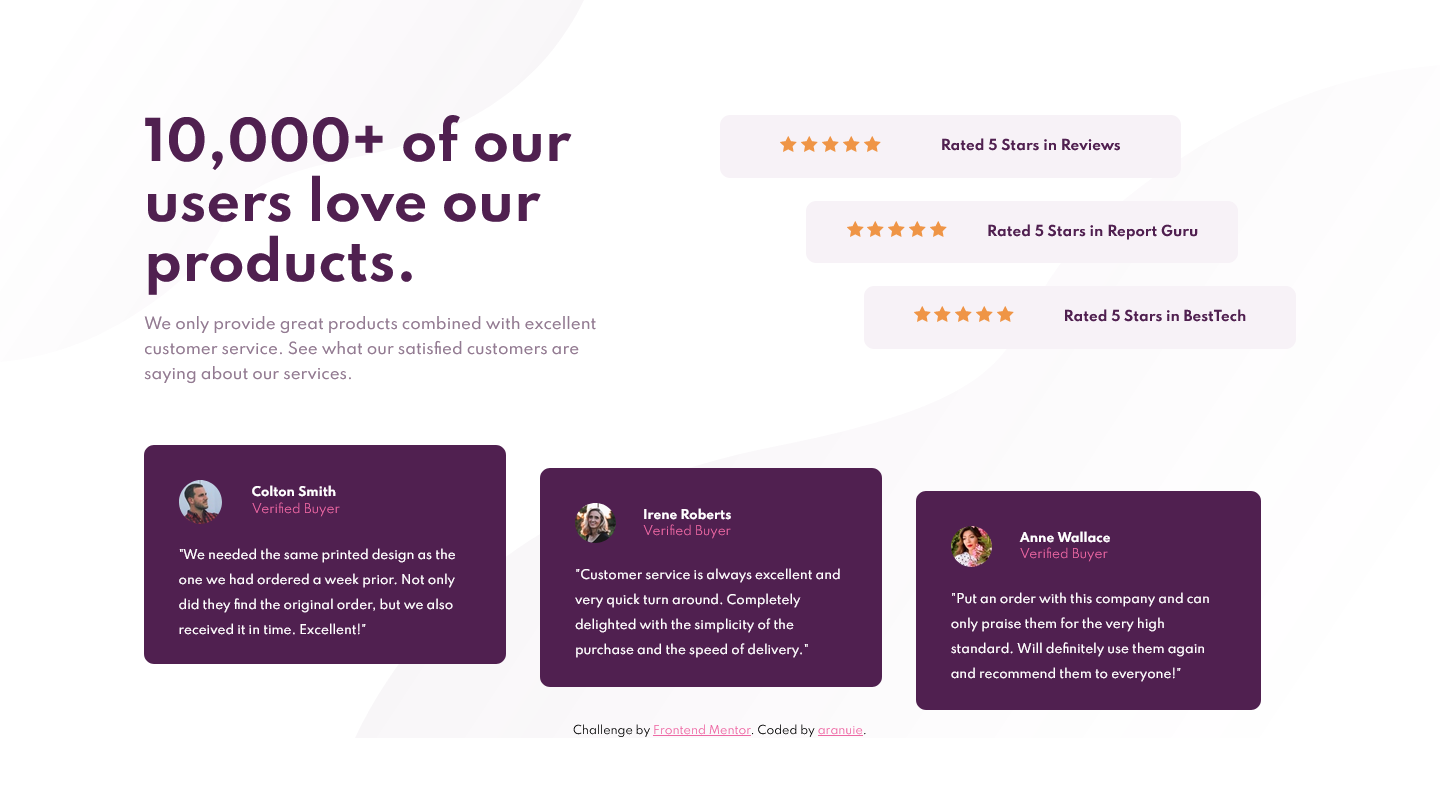 10,000+ of our
users love our
products.
We only provide great products combined with excellent
customer service. See what our satisfied customers are
saying about our services.
Rated 5 Stars in Reviews
Rated 5 Stars in Report Guru
Rated 5 Stars in BestTech
Colton Smith
Verified Buyer
"We needed the same printed design as the
one we had ordered a week prior. Not only
did they find the original order, but we also
received it in time. Excellent!"
Irene Roberts
Verified Buyer
"Customer service is always excellent and
very quick turn around. Completely
delighted with the simplicity of the
purchase and the speed of delivery."
Anne Wallace
Verified Buyer
"Put an order with this company and can
only praise them for the very high
standard. Will definitely use them again
and recommend them to everyone!"
Challenge by Frontend Mentor. Coded by aranuie.